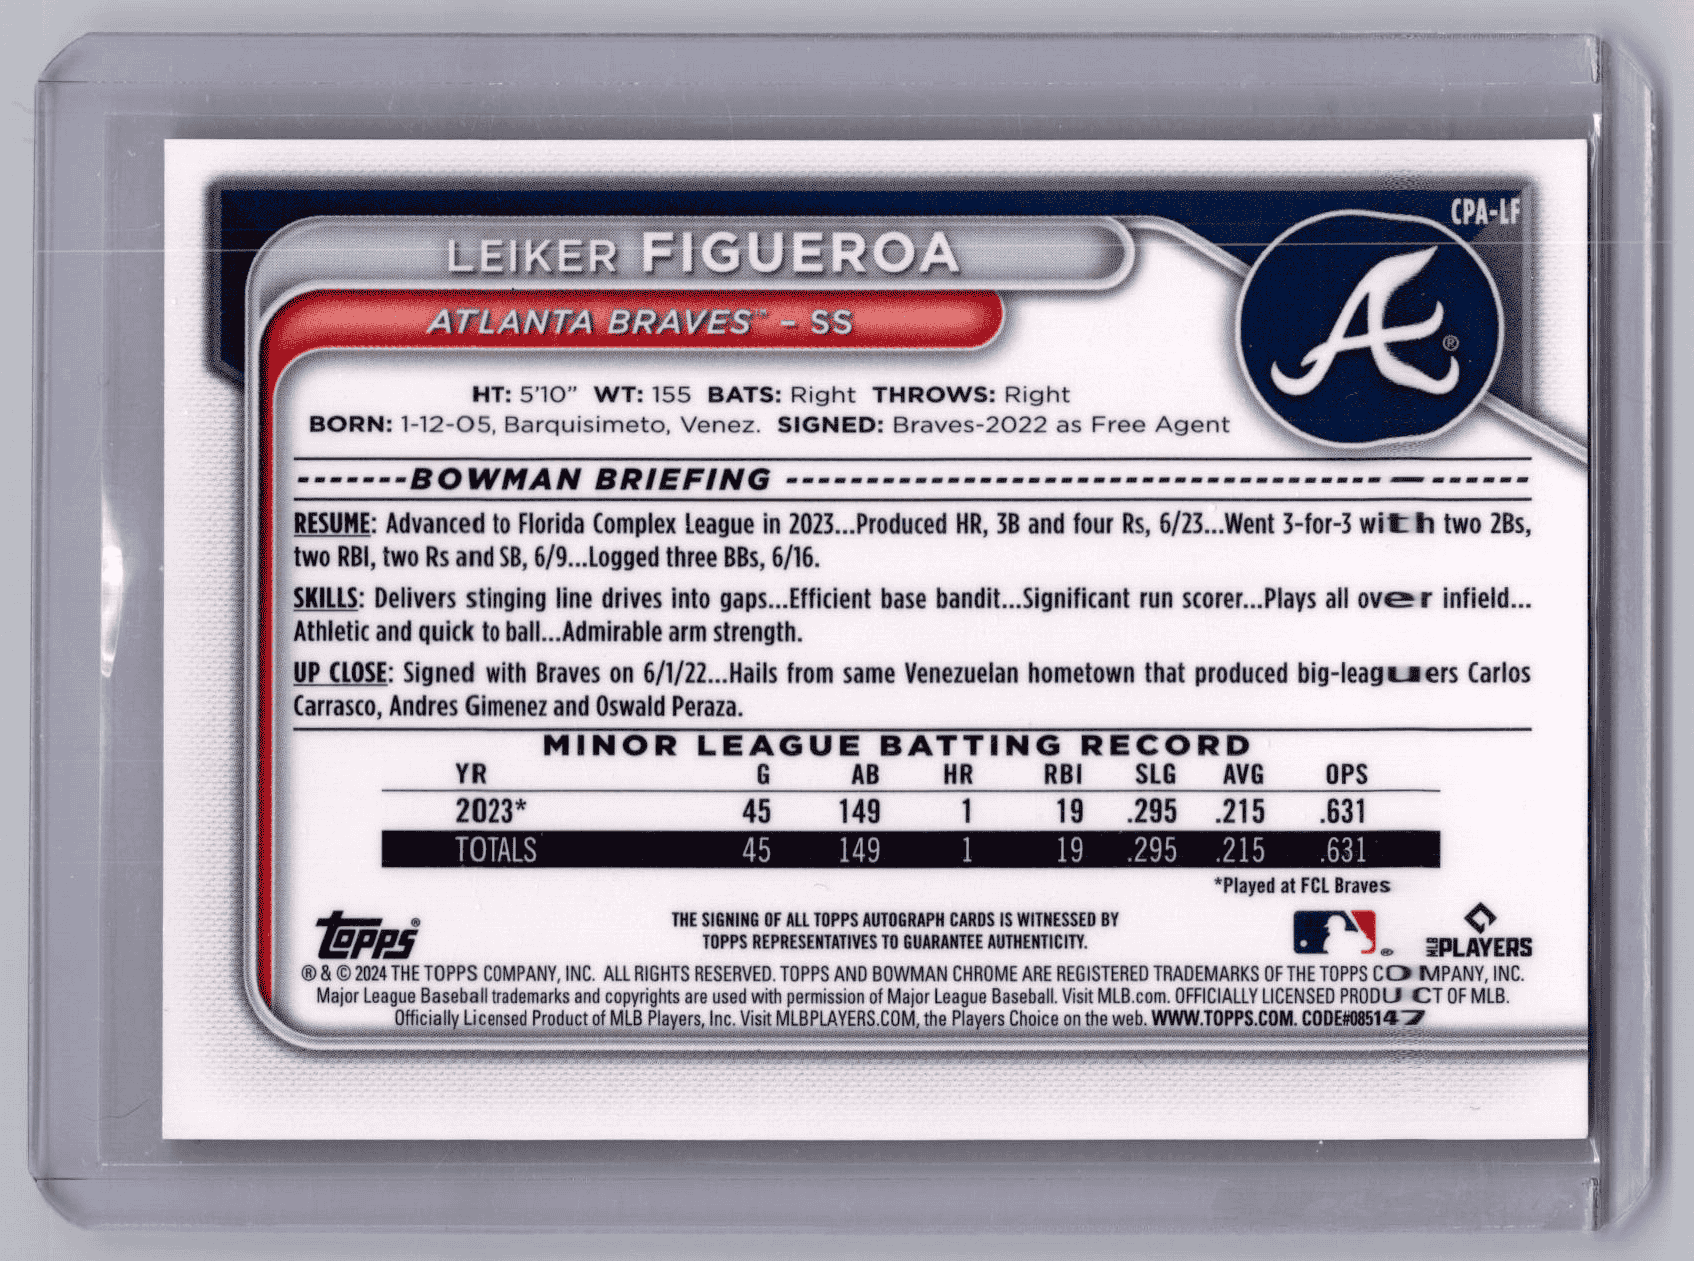 CPA-LF
LEIKER FIGUEROA
ATLANTA BRAVES™ - SS
A®
HT: 5'10" WT: 155 BATS: Right THROWS: Right
BORN: 1-12-05, Barquisimeto, Venez. SIGNED: Braves-2022 as Free Agent
BOWMAN BRIEFING
RESUME: Advanced to Florida Complex League in 2023...Produced HR, 3B and four Rs, 6/23...Went 3-for-3 with two 2Bs,
two RBI, two Rs and SB, 6/9...Logged three BBs, 6/16.
SKILLS: Delivers stinging line drives into gaps...Efficient base bandit...Significant run scorer...Plays all over infield...
Athletic and quick to ball...Admirable arm strength.
UP CLOSE: Signed with Braves on 6/1/22...Hails from same Venezuelan hometown that produced big-leaguers Carlos
Carrasco, Andres Gimenez and Oswald Peraza.
MINOR LEAGUE BATTING RECORD
YR G AB HR RBI SLG AVG OPS
2023* 45 149 1 19 .295 .215 .631
TOTALS 45 149 1 19 .295 .215 .631
*Played at FCL Braves
Topps®
THE SIGNING OF ALL TOPPS AUTOGRAPH CARDS IS WITNESSED BY
TOPPS REPRESENTATIVES TO GUARANTEE AUTHENTICITY.
®
MLB PLAYERS
® & © 2024 THE TOPPS COMPANY, INC. ALL RIGHTS RESERVED. TOPPS AND BOWMAN CHROME ARE REGISTERED TRADEMARKS OF THE TOPPS COMPANY, INC.
Major League Baseball trademarks and copyrights are used with permission of Major League Baseball. Visit MLB.com. OFFICIALLY LICENSED PRODUCT OF MLB.
Officially Licensed Product of MLB Players, Inc. Visit MLBPLAYERS.COM, the Players Choice on the web. WWW.TOPPS.COM. CODE#085147